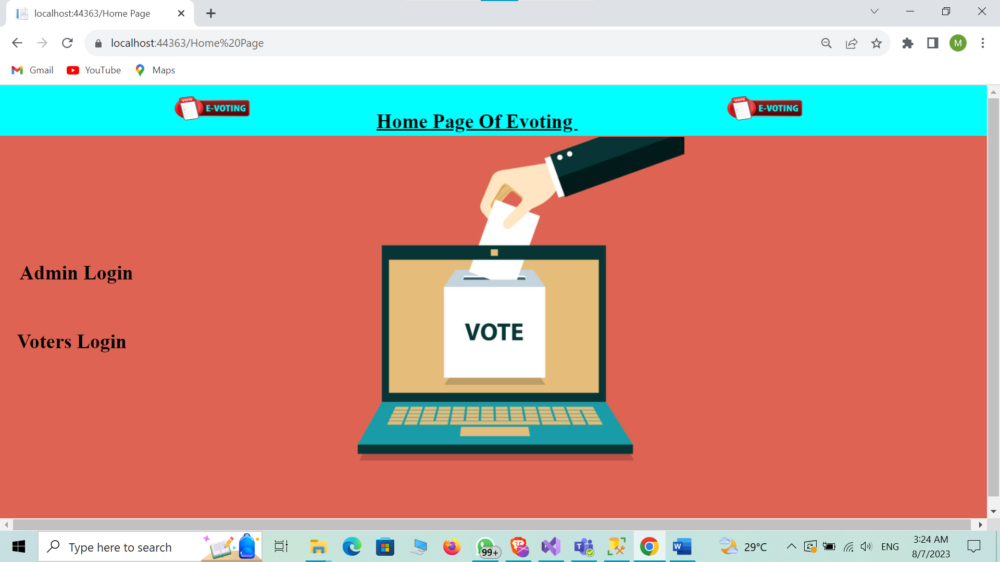 localhost:44363/Home Page
localhost:44363/Home%20Page
M
Gmail
YouTube
Maps
VOTE
E-VOTING
Home Page Of Evoting
VOTE
E-VOTING
Admin Login
Voters Login
VOTE
Type here to search
99+
W
29°C
ENG
3:24 AM
8/7/2023